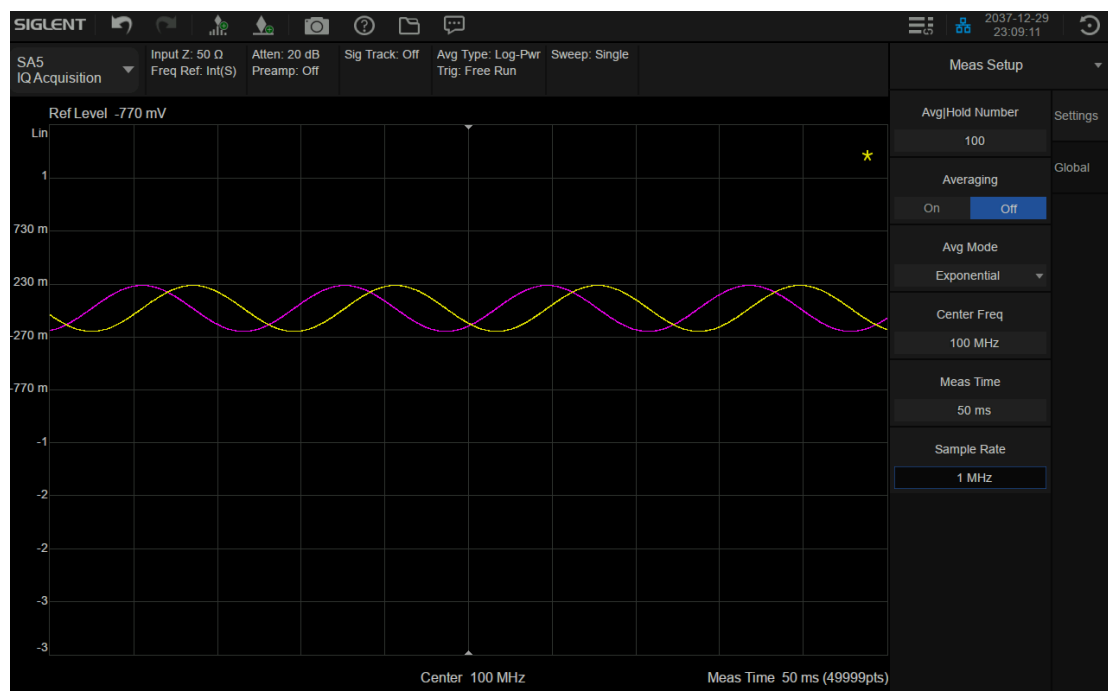 SIGLENT
2037-12-29
23:09:11
SA5
IQ Acquisition
Input Z: 50 Ω
Freq Ref: Int(S)
Atten: 20 dB
Preamp: Off
Sig Track: Off
Avg Type: Log-Pwr
Trig: Free Run
Sweep: Single
Meas Setup
Ref Level -770 mV
Lin
1
730 m
230 m
-270 m
-770 m
-1
-2
-2
-3
-3
*
Center 100 MHz
Meas Time 50 ms (49999pts)
Avg|Hold Number
100
Averaging
On Off
Avg Mode
Exponential
Center Freq
100 MHz
Meas Time
50 ms
Sample Rate
1 MHz
Settings
Global